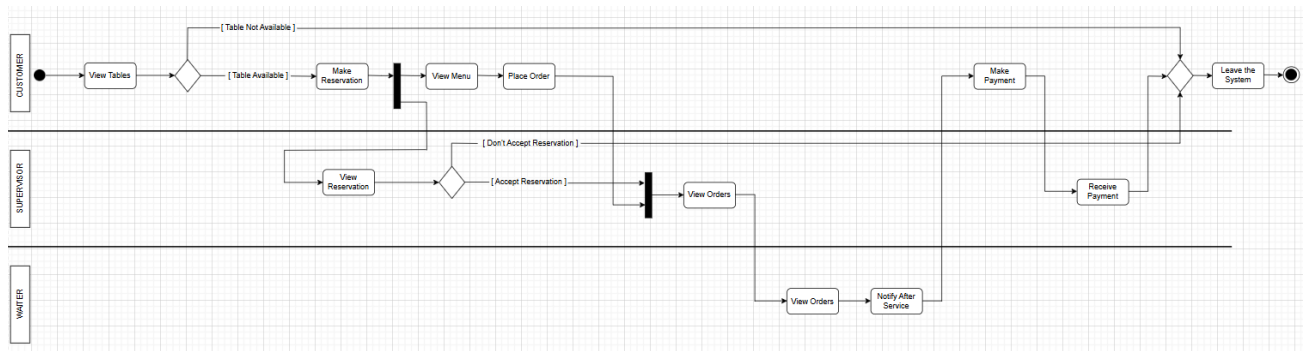 [ Table Not Available ]
CUSTOMER
View Tables
[ Table Available ]
Make
Reservation
View Menu
Place Order
Make
Payment
Leave the
System
[ Don't Accept Reservation ]
SUPERVISOR
View
Reservation
[ Accept Reservation ]
View Orders
Receive
Payment
WAITER
View Orders
Notify After
Service